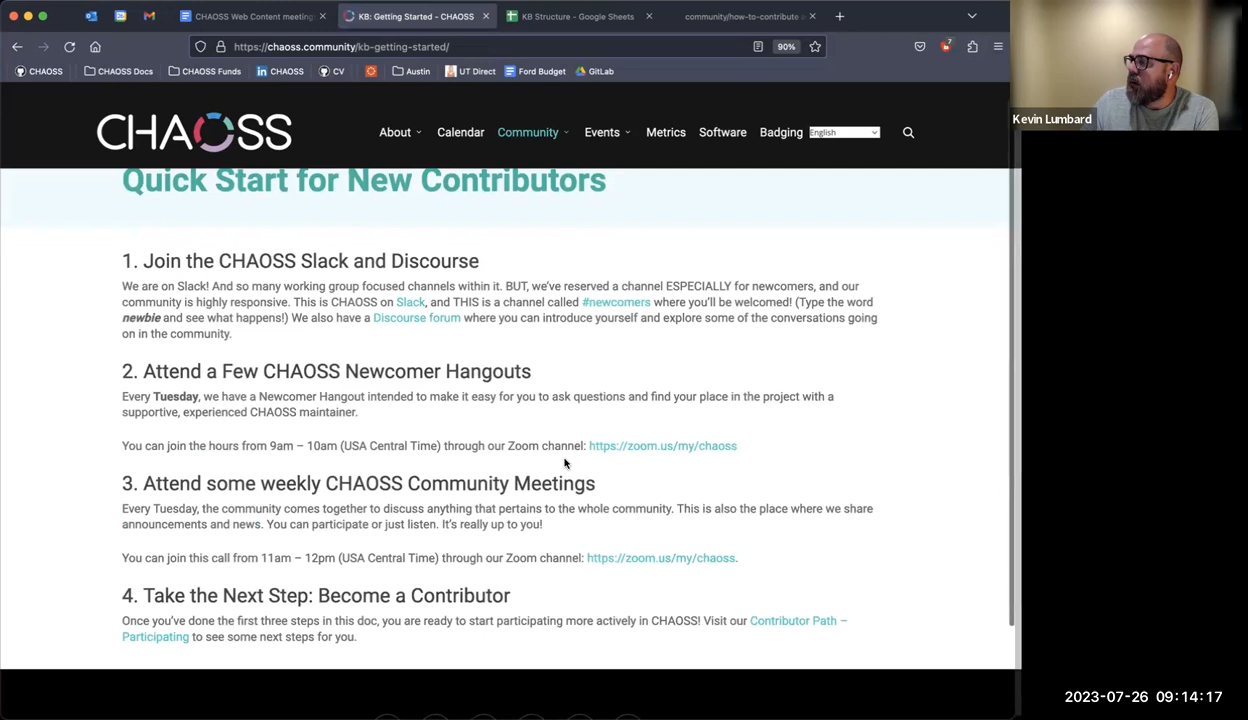 CHAOSS Web Content meeting
KB: Getting Started - CHAOSS
KB Structure - Google Sheets
community/how-to-contribute
https://chaoss.community/kb-getting-started/
90%
7
CHAOSS
CHAOSS Docs
CHAOSS Funds
CHAOSS
CV
Austin
UT Direct
Ford Budget
GitLab
Kevin Lumbard
CHAOSS
About
Calendar
Community
Events
Metrics
Software
Badging
English
Quick Start for New Contributors
1. Join the CHAOSS Slack and Discourse
We are on Slack! And so many working group focused channels within it. BUT, we've reserved a channel ESPECIALLY for newcomers, and our
community is highly responsive. This is CHAOSS on Slack, and THIS is a channel called #newcomers where you'll be welcomed! (Type the word
newbie and see what happens!) We also have a Discourse forum where you can introduce yourself and explore some of the conversations going
on in the community.
2. Attend a Few CHAOSS Newcomer Hangouts
Every Tuesday, we have a Newcomer Hangout intended to make it easy for you to ask questions and find your place in the project with a
supportive, experienced CHAOSS maintainer.
You can join the hours from 9am – 10am (USA Central Time) through our Zoom channel: https://zoom.us/my/chaoss
3. Attend some weekly CHAOSS Community Meetings
Every Tuesday, the community comes together to discuss anything that pertains to the whole community. This is also the place where we share
announcements and news. You can participate or just listen. It's really up to you!
You can join this call from 11am – 12pm (USA Central Time) through our Zoom channel: https://zoom.us/my/chaoss.
4. Take the Next Step: Become a Contributor
Once you've done the first three steps in this doc, you are ready to start participating more actively in CHAOSS! Visit our Contributor Path –
Participating to see some next steps for you.
2023-07-26 09:14:17